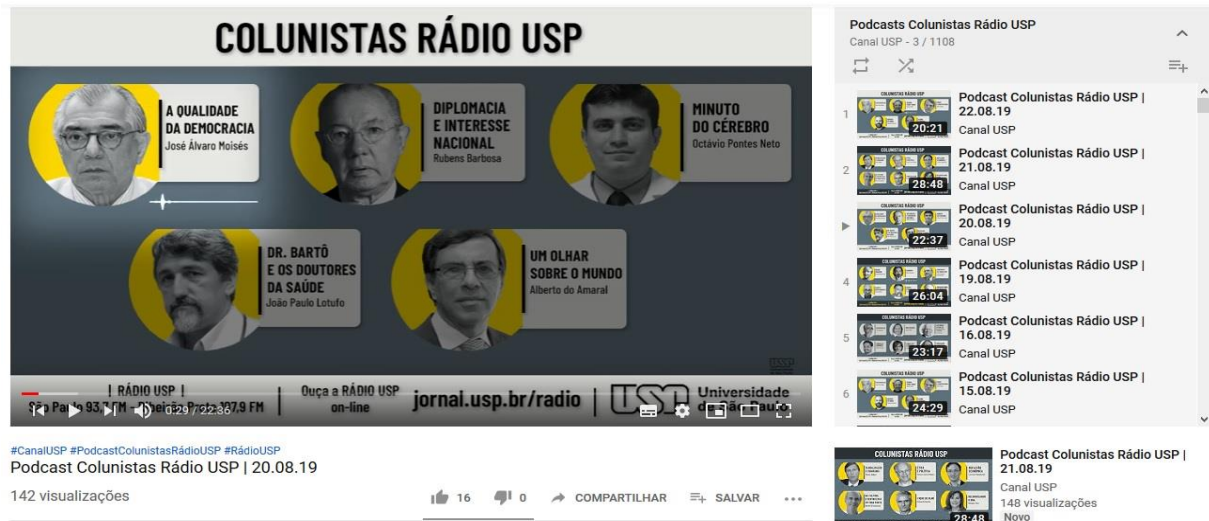 COLUNISTAS RÁDIO USP
A QUALIDADE
DA DEMOCRACIA
José Álvaro Moisés
DIPLOMACIA
E INTERESSE
NACIONAL
Rubens Barbosa
MINUTO
DO CÉREBRO
Octávio Pontes Neto
DR. BARTÔ
E OS DOUTORES
DA SAÚDE
João Paulo Lotufo
UM OLHAR
SOBRE O MUNDO
Alberto do Amaral
| RÁDIO USP |
São Paulo 93,7 FM - Ribeirão Preto 107,9 FM
0:29 / 22:36
Ouça a RÁDIO USP
on-line
jornal.usp.br/radio
USP
Universidade
de São Paulo
#CanalUSP #PodcastColunistasRádioUSP #RádioUSP
Podcast Colunistas Rádio USP | 20.08.19
142 visualizações
16
0
COMPARTILHAR
SALVAR
Podcasts Colunistas Rádio USP
Canal USP - 3 / 1108
1
20:21
Podcast Colunistas Rádio USP |
22.08.19
Canal USP
2
28:48
Podcast Colunistas Rádio USP |
21.08.19
Canal USP
22:37
Podcast Colunistas Rádio USP |
20.08.19
Canal USP
4
26:04
Podcast Colunistas Rádio USP |
19.08.19
Canal USP
5
23:17
Podcast Colunistas Rádio USP |
16.08.19
Canal USP
6
24:29
Podcast Colunistas Rádio USP |
15.08.19
Canal USP
COLUNISTAS RÁDIO USP
28:48
Podcast Colunistas Rádio USP |
21.08.19
Canal USP
148 visualizações
Novo